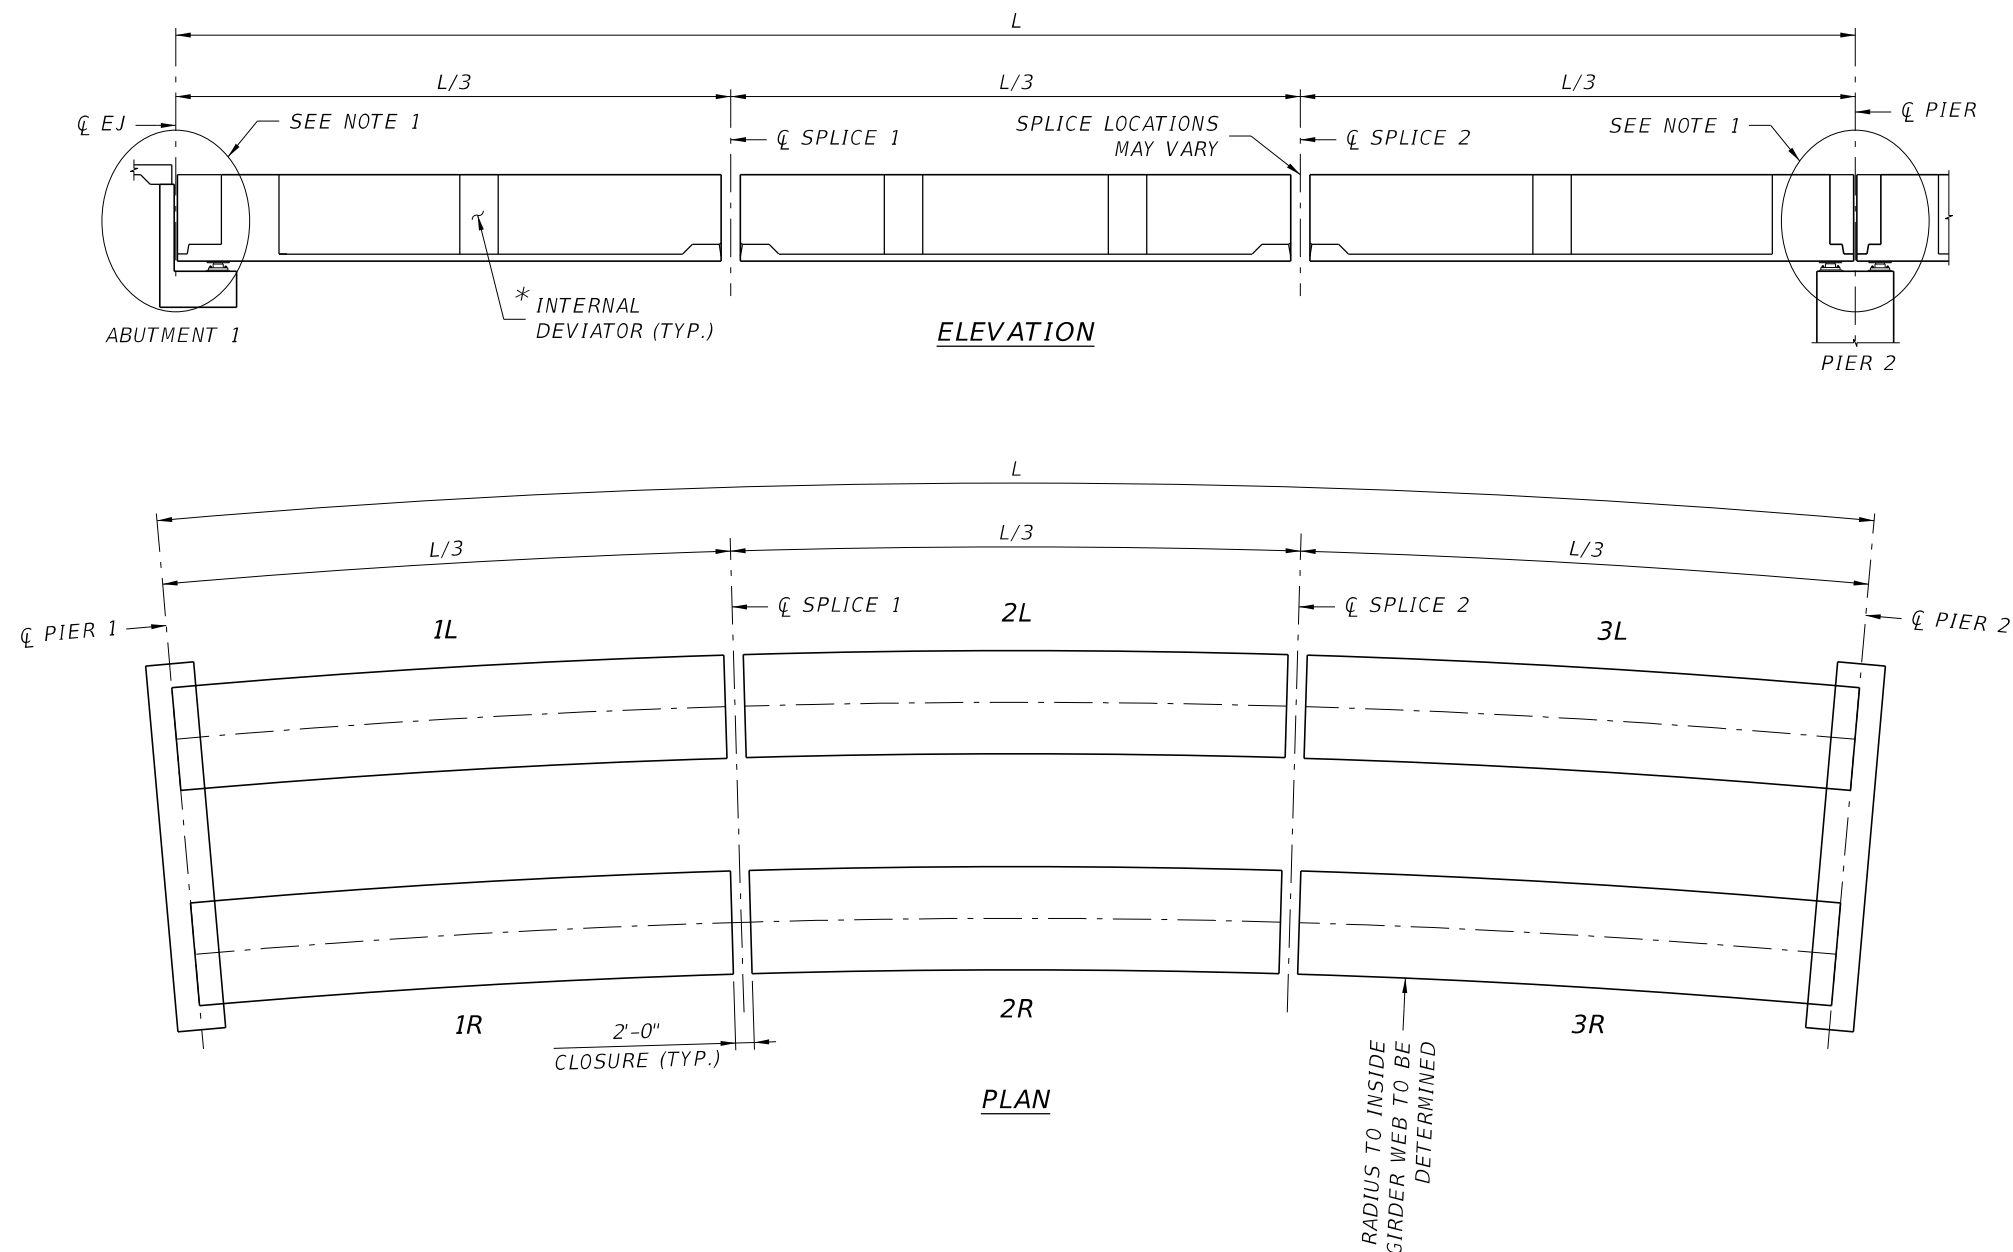 L
L/3
L/3
L/3
℄ EJ
SEE NOTE 1
℄ SPLICE 1
SPLICE LOCATIONS
MAY VARY
℄ SPLICE 2
SEE NOTE 1
℄ PIER
* INTERNAL
DEVIATOR (TYP.)
ABUTMENT 1
ELEVATION
PIER 2
L
L/3
L/3
L/3
℄ PIER 1
1L
℄ SPLICE 1
2L
℄ SPLICE 2
3L
℄ PIER 2
1R
2'-0"
CLOSURE (TYP.)
2R
3R
RADIUS TO INSIDE
GIRDER WEB TO BE
DETERMINED
PLAN